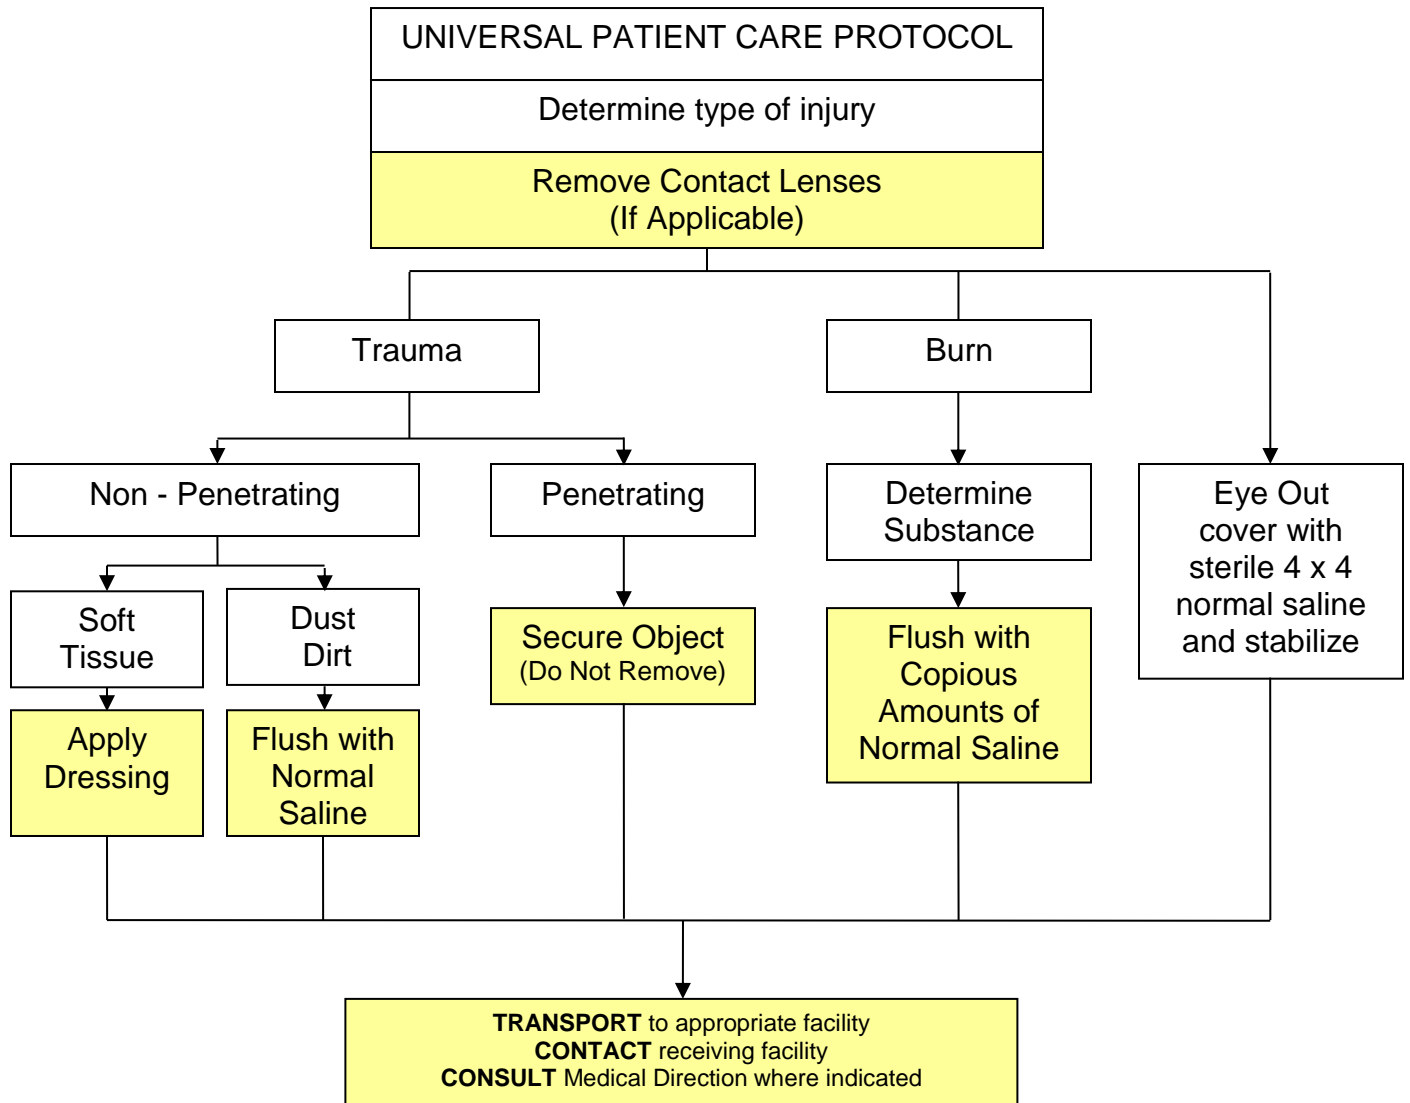 UNIVERSAL PATIENT CARE PROTOCOL
Determine type of injury
Remove Contact Lenses
(If Applicable)
Trauma
Burn
Non - Penetrating
Penetrating
Determine
Substance
Eye Out
cover with
sterile 4 x 4
normal saline
and stabilize
Soft
Tissue
Dust
Dirt
Secure Object
(Do Not Remove)
Flush with
Copious
Amounts of
Normal Saline
Apply
Dressing
Flush with
Normal
Saline
TRANSPORT to appropriate facility
CONTACT receiving facility
CONSULT Medical Direction where indicated